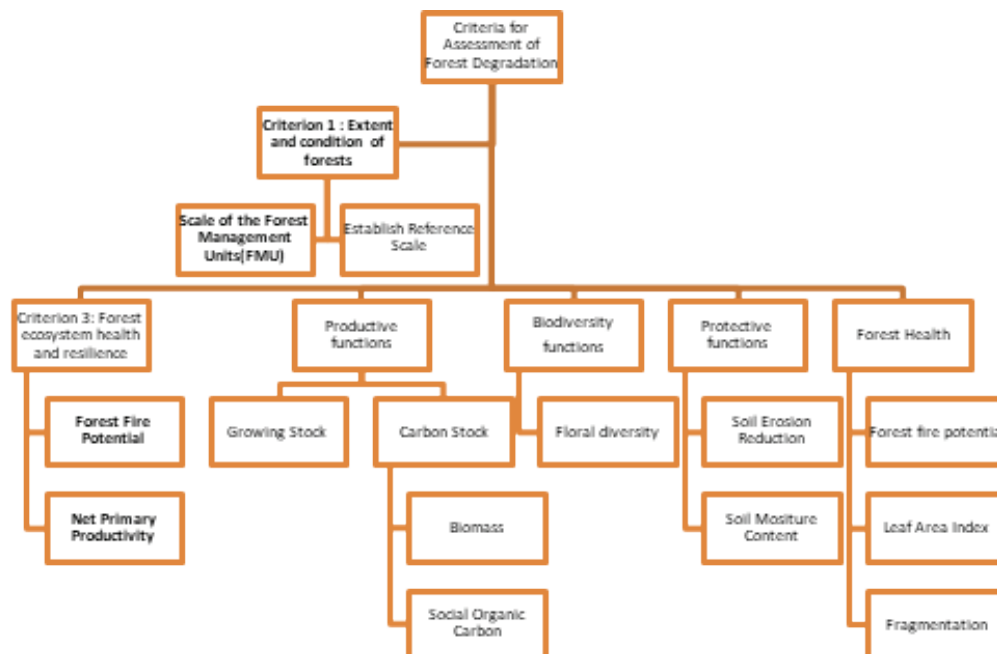 Criteria for
Assessment of
Forest Degradation
Criterion 1 : Extent
and condition of
forests
Scale of the Forest
Management
Units(FMU)
Establish Reference
Scale
Criterion 3: Forest
ecosystem health
and resilience
Productive
functions
Biodiversity
functions
Protective
functions
Forest Health
Forest Fire
Potential
Growing Stock
Carbon Stock
Floral diversity
Soil Erosion
Reduction
Forest fire potential
Net Primary
Productivity
Biomass
Soil Mositure
Content
Leaf Area Index
Social Organic
Carbon
Fragmentation